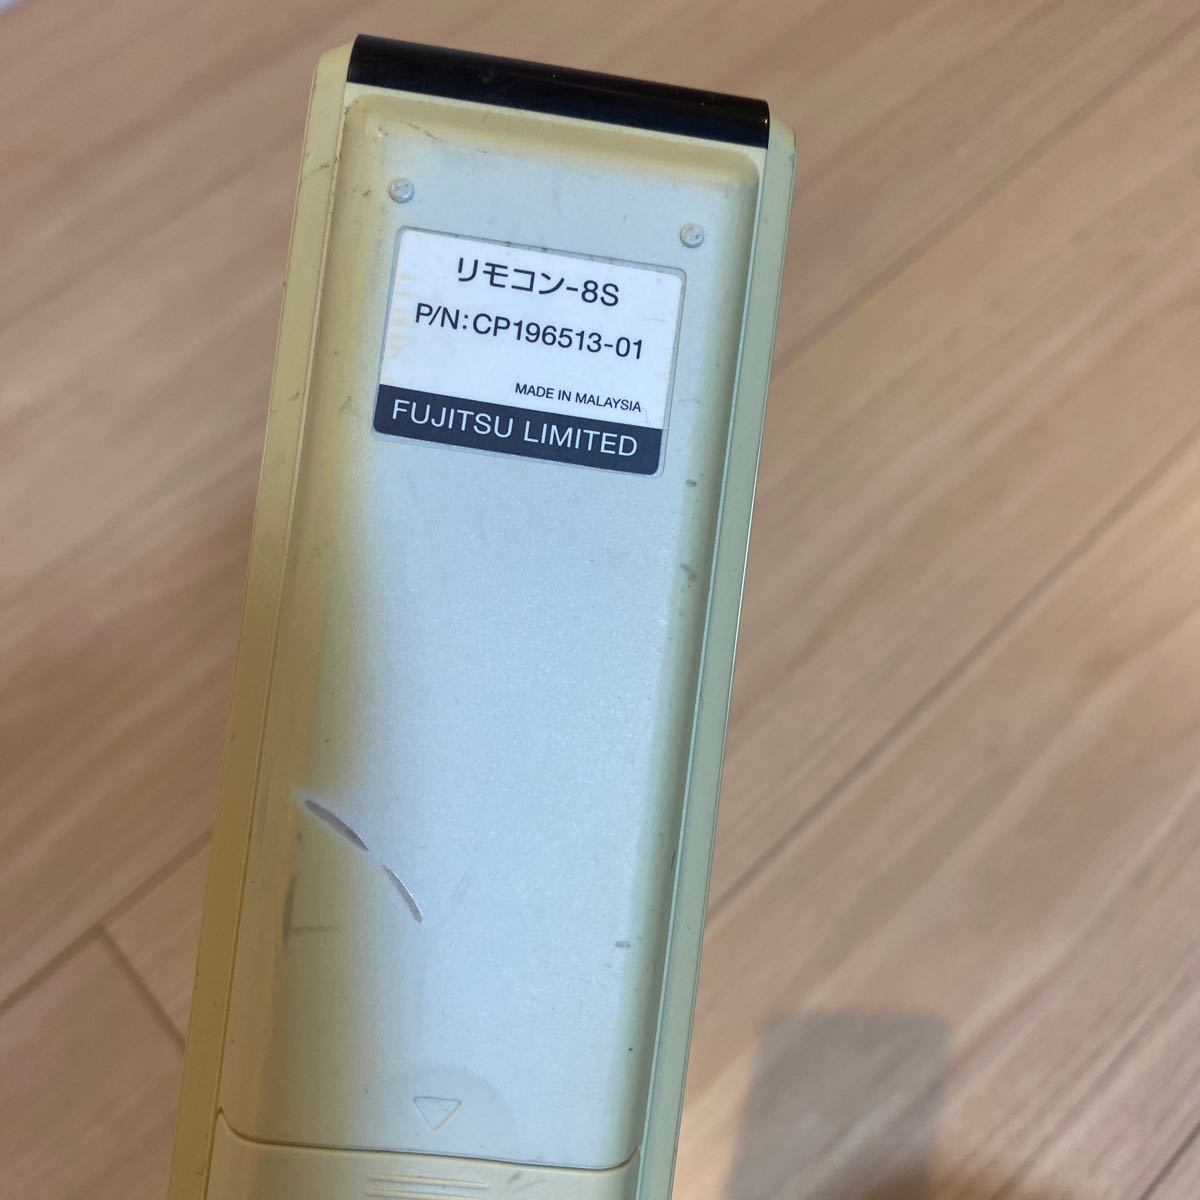 リモコン-8S
P/N:CP196513-01
MADE IN MALAYSIA
FUJITSU LIMITED